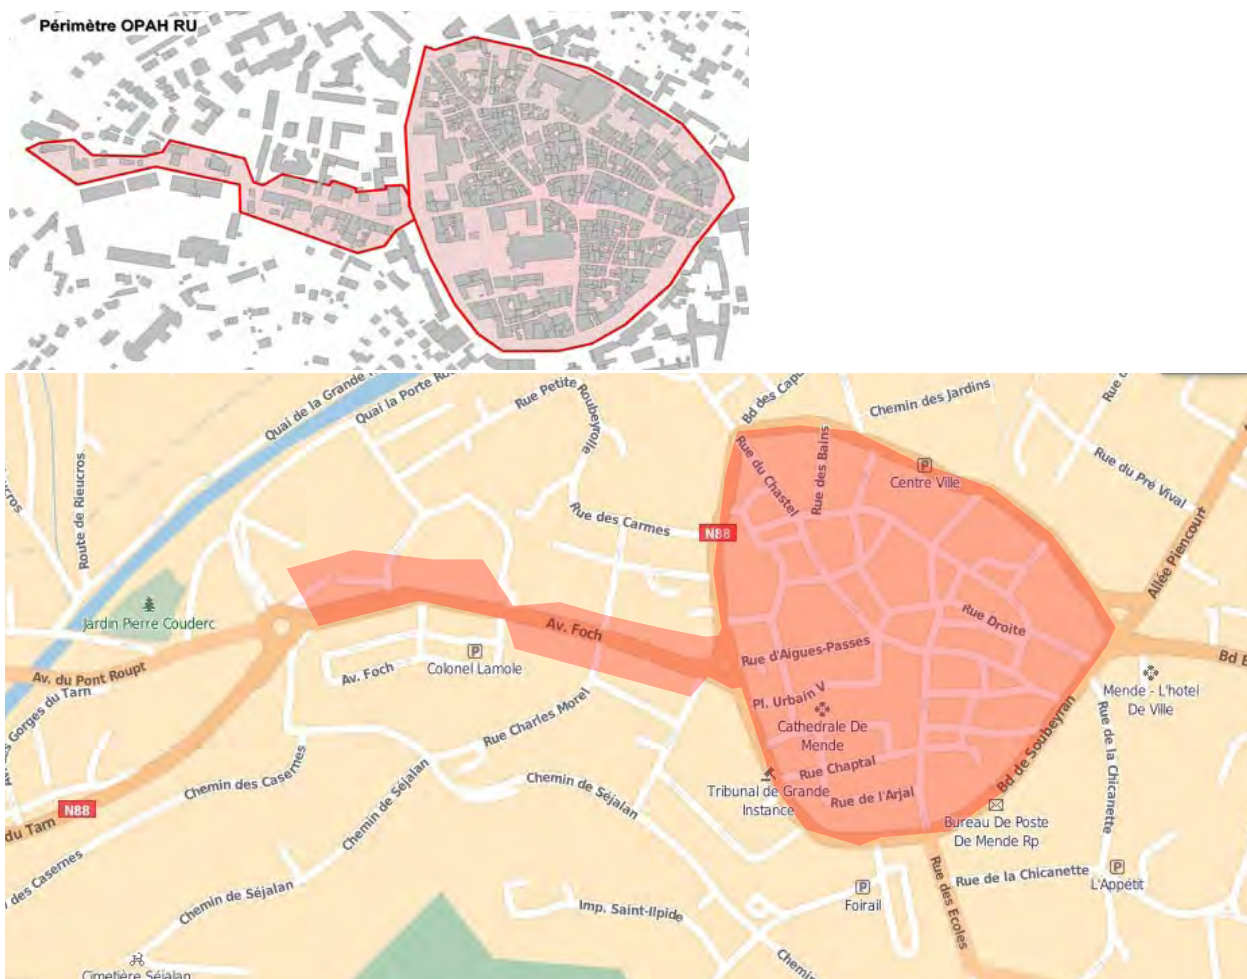 Périmètre OPAH RU
Quai de la Grande
Quai la Porte
Rue Petite Roubeyrolle
Bd des Capu
Chemin des Jardins
Rue du Chastel
Rue des Bains
P
Centre Ville
Rue du Pré Vival
Route de Rieucros
Rue des Carmes
N88
Allée Piencourt
Jardin Pierre Couderc
Av. Foch
Rue Droite
P
Colonel Lamole
Rue d'Aigues-Passes
Av. du Pont Roupt
Av. Foch
Bd
Gorges du Tarn
Pl. Urbain V
Mende - L'hotel
De Ville
Rue Charles Morel
Cathedrale De
Mende
Bd de Soubeyran
Rue de la Chicanette
Chemin des Casernes
Chemin de Séjalan
Chemin de Séjalan
Rue Chaptal
Tribunal de Grande
Instance
Rue de l'Arjal
N88
du Tarn
Bureau De Poste
De Mende Rp
des Casernes
Chemin de Séjalan
P
Foirail
Rue des Ecoles
Rue de la Chicanette
P
L'Appétit
Imp. Saint-Ilpide
Chemin
Cimetière Séjalan